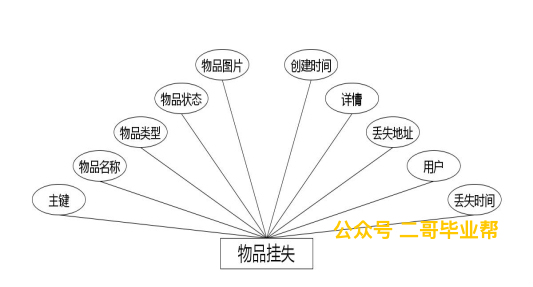 物品图片
创建时间
物品状态
详情
物品类型
丢失地址
物品名称
用户
主键
丢失时间
公众号 二哥毕业帮
物品挂失